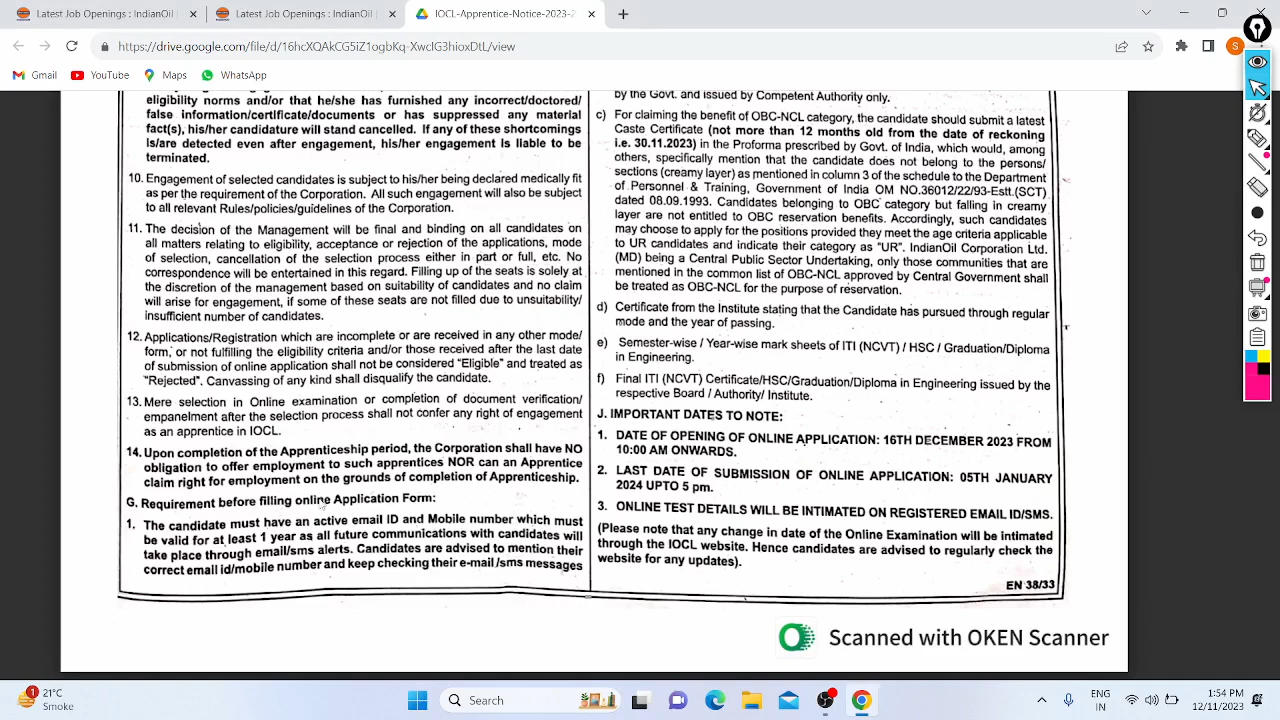 Latest Job Openings : IndianOil
Latest Job Openings : IndianOil
IOCL-Apprentice-Notice-2023-2
https://drive.google.com/file/d/16hcXQAkCG5IZ1ogbKq-XwcIG3hioxDtL/view
S
Gmail
YouTube
Maps
WhatsApp
eligibility norms and/or that he/she has furnished any incorrect/doctored/
false information/certificate/documents or has suppressed any material
fact(s), his/her candidature will stand cancelled. If any of these shortcomings
is/are detected even after engagement, his/her engagement is liable to be
terminated.
10. Engagement of selected candidates is subject to his/her being declared medically fit
as per the requirement of the Corporation. All such engagement will also be subject
to all relevant Rules/policies/guidelines of the Corporation.
11. The decision of the Management will be final and binding on all candidates on
all matters relating to eligibility, acceptance or rejection of the applications, mode
of selection, cancellation of the selection process either in part or full, etc. No
correspondence will be entertained in this regard. Filling up of the seats is solely at
the discretion of the management based on suitability of candidates and no claim
will arise for engagement, if some of these seats are not filled due to unsuitability/
insufficient number of candidates.
12. Applications/Registration which are incomplete or are received in any other mode/
form, or not fulfilling the eligibility criteria and/or those received after the last date
of submission of online application shall not be considered "Eligible" and treated as
"Rejected". Canvassing of any kind shall disqualify the candidate.
13. Mere selection in Online examination or completion of document verification/
empanelment after the selection process shall not confer any right of engagement
as an apprentice in IOCL.
14. Upon completion of the Apprenticeship period, the Corporation shall have NO
obligation to offer employment to such apprentices NOR can an Apprentice
claim right for employment on the grounds of completion of Apprenticeship.
G. Requirement before filling online Application Form:
1. The candidate must have an active email ID and Mobile number which must
be valid for at least 1 year as all future communications with candidates will
take place through email/sms alerts. Candidates are advised to mention their
correct email id/mobile number and keep checking their e-mail /sms messages
by the Govt. and issued by Competent Authority only.
c) For claiming the benefit of OBC-NCL category, the candidate should submit a latest
Caste Certificate (not more than 12 months old from the date of reckoning
i.e. 30.11.2023) in the Proforma prescribed by Govt. of India, which would, among
others, specifically mention that the candidate does not belong to the persons/
sections (creamy layer) as mentioned in column 3 of the schedule to the Department
of Personnel & Training, Government of India OM NO.36012/22/93-Estt.(SCT)
dated 08.09.1993. Candidates belonging to OBC category but falling in creamy
layer are not entitled to OBC reservation benefits. Accordingly, such candidates
may choose to apply for the positions provided they meet the age criteria applicable
to UR candidates and indicate their category as "UR". IndianOil Corporation Ltd.
(MD) being a Central Public Sector Undertaking, only those communities that are
mentioned in the common list of OBC-NCL approved by Central Government shall
be treated as OBC-NCL for the purpose of reservation.
d) Certificate from the Institute stating that the Candidate has pursued through regular
mode and the year of passing.
e) Semester-wise / Year-wise mark sheets of ITI (NCVT) / HSC / Graduation/Diploma
in Engineering.
f) Final ITI (NCVT) Certificate/HSC/Graduation/Diploma in Engineering issued by the
respective Board / Authority/ Institute.
J. IMPORTANT DATES TO NOTE:
1. DATE OF OPENING OF ONLINE APPLICATION: 16TH DECEMBER 2023 FROM
10:00 AM ONWARDS.
2. LAST DATE OF SUBMISSION OF ONLINE APPLICATION: 05TH JANUARY
2024 UPTO 5 pm.
3. ONLINE TEST DETAILS WILL BE INTIMATED ON REGISTERED EMAIL ID/SMS.
(Please note that any change in date of the Online Examination will be intimated
through the IOCL website. Hence candidates are advised to regularly check the
website for any updates).
EN 38/33
Scanned with OKEN Scanner
1
21°C
Smoke
Search
ENG
IN
1:54 PM
12/11/2023